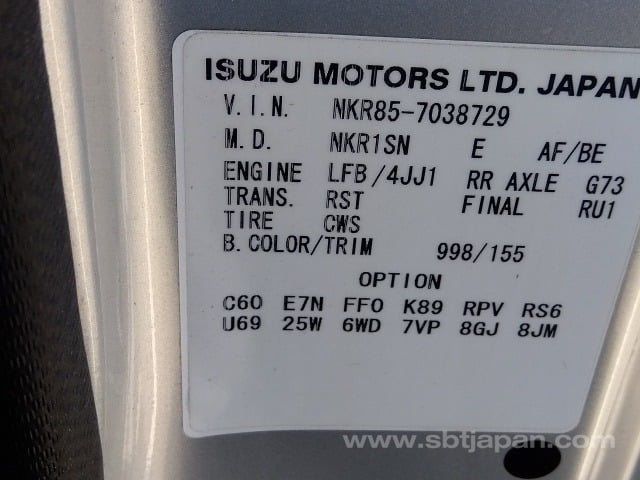 ISUZU MOTORS LTD. JAPAN
V.I.N. NKR85-7038729
M.D. NKR1SN E AF/BE
ENGINE LFB/4JJ1 RR AXLE G73
TRANS. RST FINAL RU1
TIRE CWS
B.COLOR/TRIM 998/155
OPTION
C60 E7N FF0 K89 RPV RS6
U69 25W 6WD 7VP 8GJ 8JM
www.sbtjapan.com